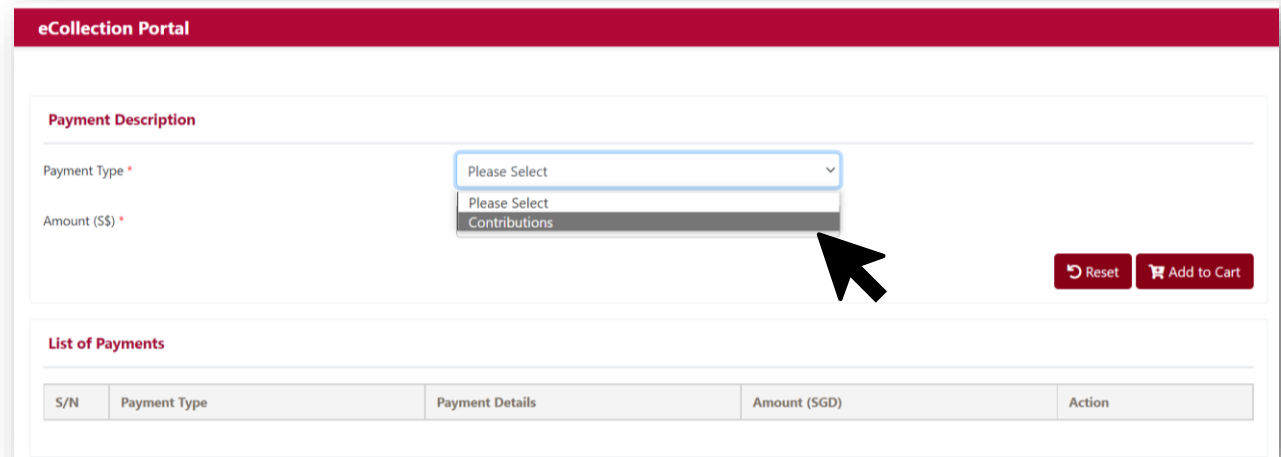 eCollection Portal
Payment Description
Payment Type *
Please Select
Please Select
Contributions
Amount (S$) *
Reset
Add to Cart
List of Payments
S/N Payment Type Payment Details Amount (SGD) Action